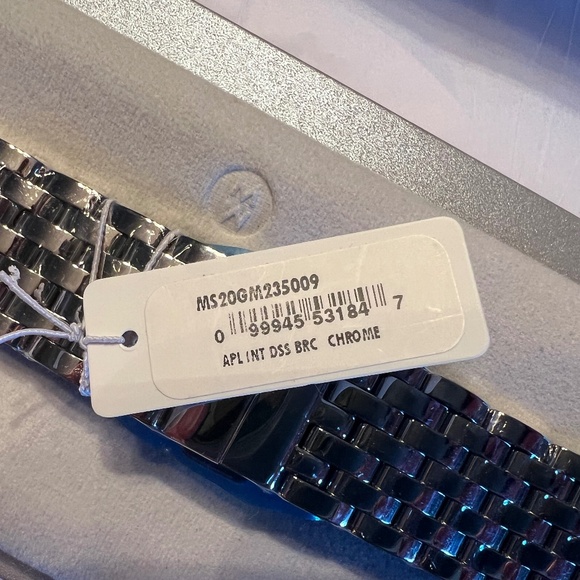 MS20GM235009
0 99945 53184 7
APL INT DSS BRC CHROME